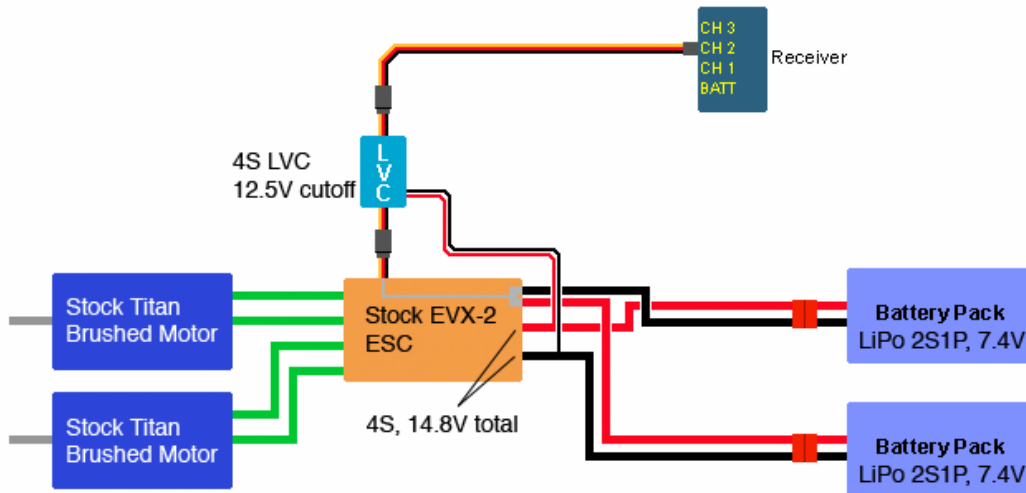 CH 3
CH 2
CH 1
BATT
Receiver
4S LVC
12.5V cutoff
L
V
C
Stock Titan
Brushed Motor
Stock EVX-2
ESC
Battery Pack
LiPo 2S1P, 7.4V
4S, 14.8V total
Stock Titan
Brushed Motor
Battery Pack
LiPo 2S1P, 7.4V